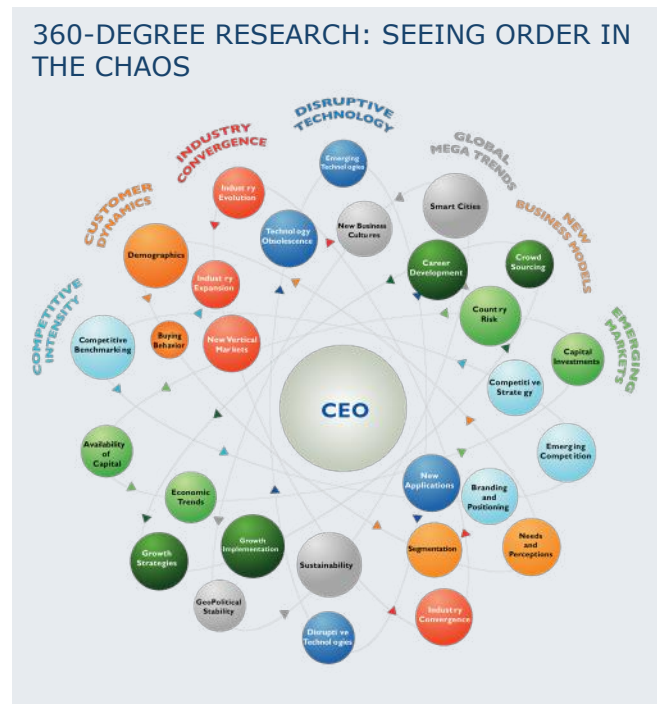 360-DEGREE RESEARCH: SEEING ORDER IN
THE CHAOS
DISRUPTIVE
TECHNOLOGY
INDUSTRY
CONVERGENCE
GLOBAL
MEGA TRENDS
CUSTOMER
DYNAMICS
NEW
BUSINESS MODELS
COMPETITIVE
INTENSITY
EMERGING
MARKETS
Emerging
Technologies
Industry
Evolution
Smart Cities
Technology
Obsolescence
New Business
Cultures
Demographics
Career
Development
Crowd
Sourcing
Industry
Expansion
Country
Risk
Competitive
Benchmarking
Buying
Behavior
New Vertical
Markets
Capital
Investments
Competitive
Strategy
CEO
Availability
of
Capital
Emerging
Competition
Economic
Trends
New
Applications
Branding
and
Positioning
Growth
Strategies
Growth
Implementation
Sustainability
Segmentation
Needs
and
Perceptions
GeoPolitical
Stability
Industry
Convergence
Disruptive
Technologies